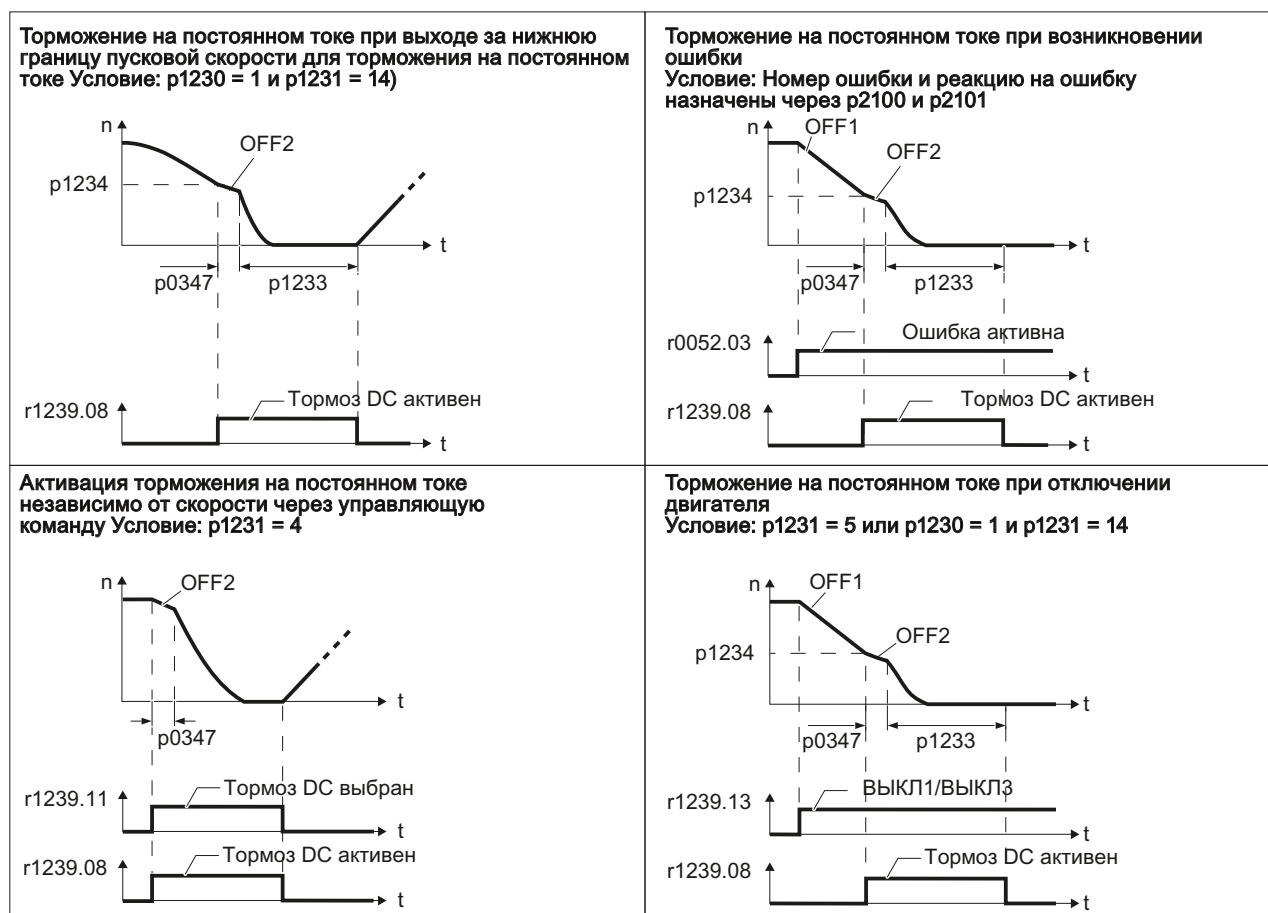 Торможение на постоянном токе при выходе за нижнюю
границу пусковой скорости для торможения на постоянном
токе Условие: p1230 = 1 и p1231 = 14)
n
OFF2
p1234
t
p0347
p1233
r1239.08
Тормоз DC активен
t
Торможение на постоянном токе при возникновении
ошибки
Условие: Номер ошибки и реакцию на ошибку
назначены через p2100 и p2101
n
OFF1
OFF2
p1234
t
p0347
p1233
r0052.03
Ошибка активна
t
r1239.08
Тормоз DC активен
t
Активация торможения на постоянном токе
независимо от скорости через управляющую
команду Условие: p1231 = 4
n
OFF2
t
p0347
r1239.11
Тормоз DC выбран
t
r1239.08
Тормоз DC активен
t
Торможение на постоянном токе при отключении
двигателя
Условие: p1231 = 5 или p1230 = 1 и p1231 = 14
n
OFF1
OFF2
p1234
t
p0347
p1233
r1239.13
ВЫКЛ1/ВЫКЛ3
t
r1239.08
Тормоз DC активен
t